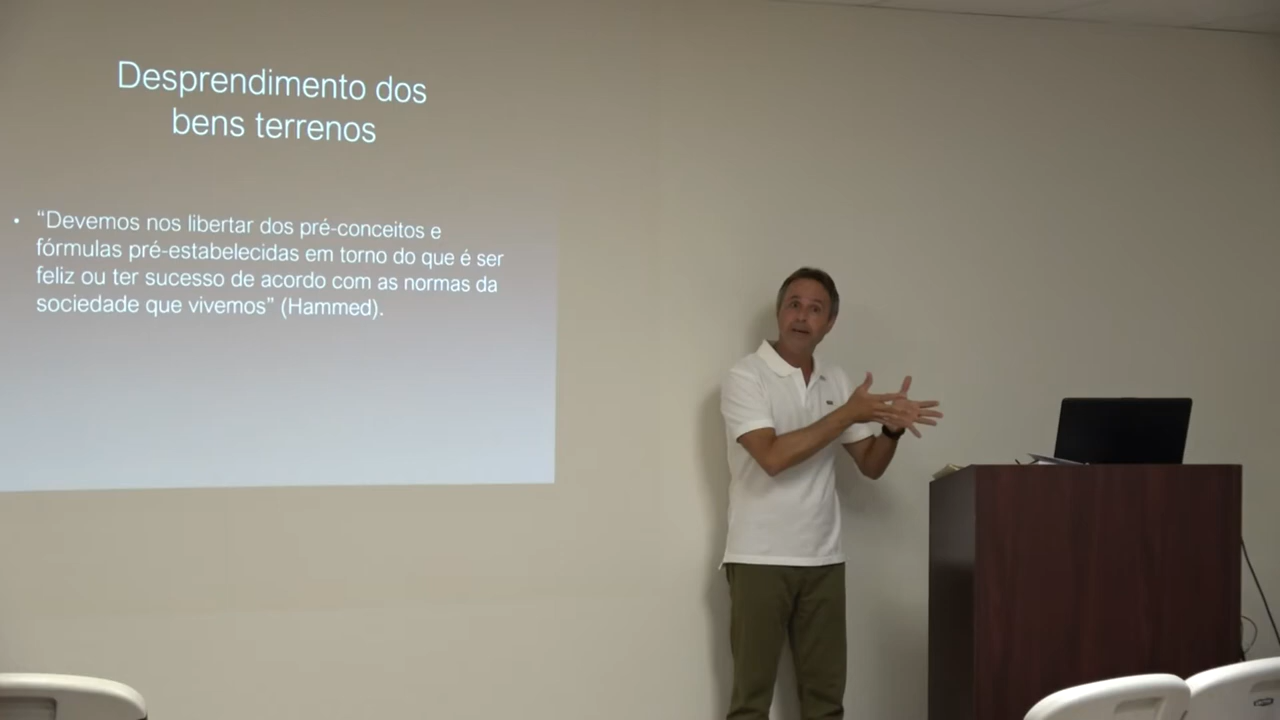 Desprendimento dos
bens terrenos
• “Devemos nos libertar dos pré-conceitos e
fórmulas pré-estabelecidas em torno do que é ser
feliz ou ter sucesso de acordo com as normas da
sociedade que vivemos” (Hammed).